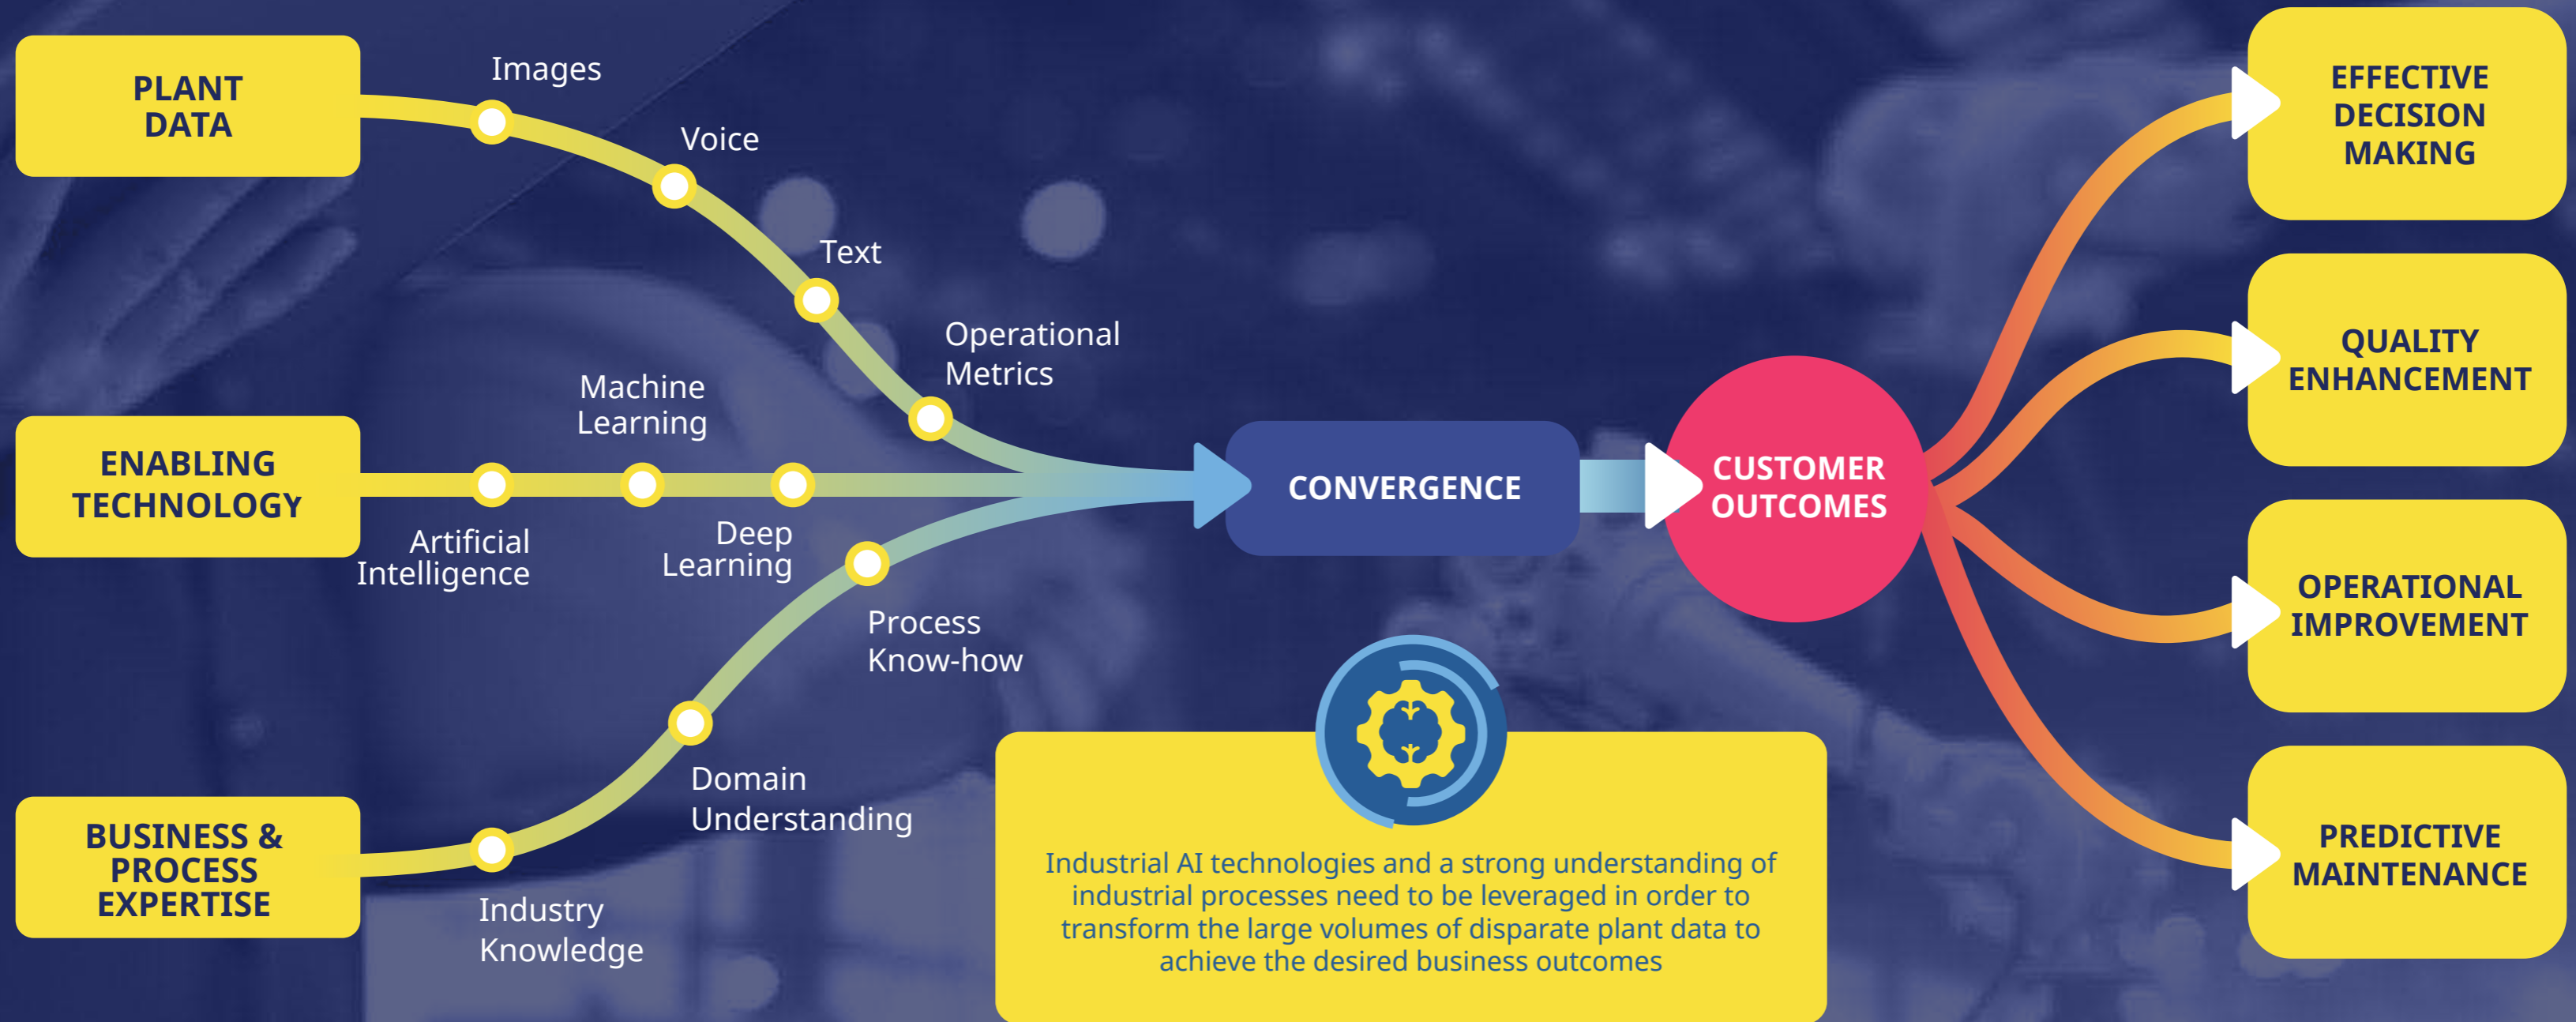 PLANT
DATA
Images
Voice
Text
Operational
Metrics
ENABLING
TECHNOLOGY
Artificial
Intelligence
Machine
Learning
Deep
Learning
BUSINESS &
PROCESS
EXPERTISE
Industry
Knowledge
Domain
Understanding
Process
Know-how
CONVERGENCE
CUSTOMER
OUTCOMES
EFFECTIVE
DECISION
MAKING
QUALITY
ENHANCEMENT
OPERATIONAL
IMPROVEMENT
PREDICTIVE
MAINTENANCE
Industrial AI technologies and a strong understanding of
industrial processes need to be leveraged in order to
transform the large volumes of disparate plant data to
achieve the desired business outcomes